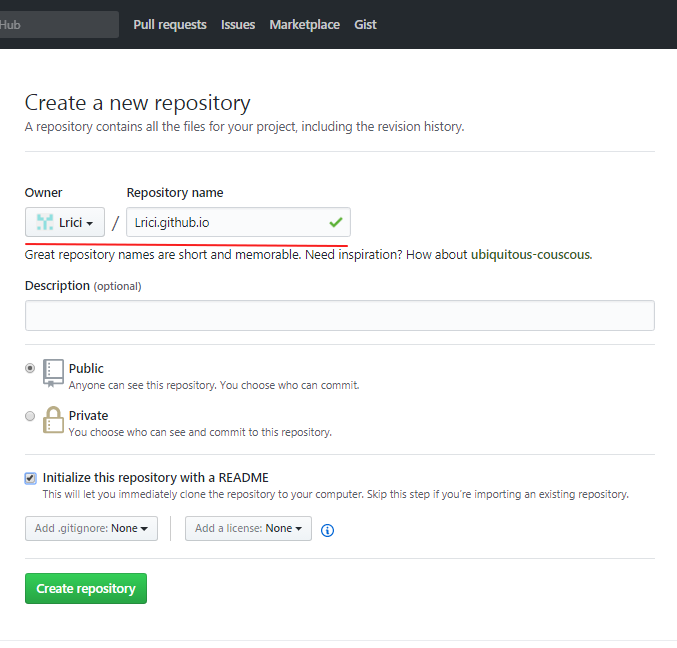 Hub Pull requests Issues Marketplace Gist
Create a new repository
A repository contains all the files for your project, including the revision history.
Owner Repository name
Lrici / Lrici.github.io
Great repository names are short and memorable. Need inspiration? How about ubiquitous-couscous.
Description (optional)
Public
Anyone can see this repository. You choose who can commit.
Private
You choose who can see and commit to this repository.
Initialize this repository with a README
This will let you immediately clone the repository to your computer. Skip this step if you're importing an existing repository.
Add .gitignore: None Add a license: None
Create repository